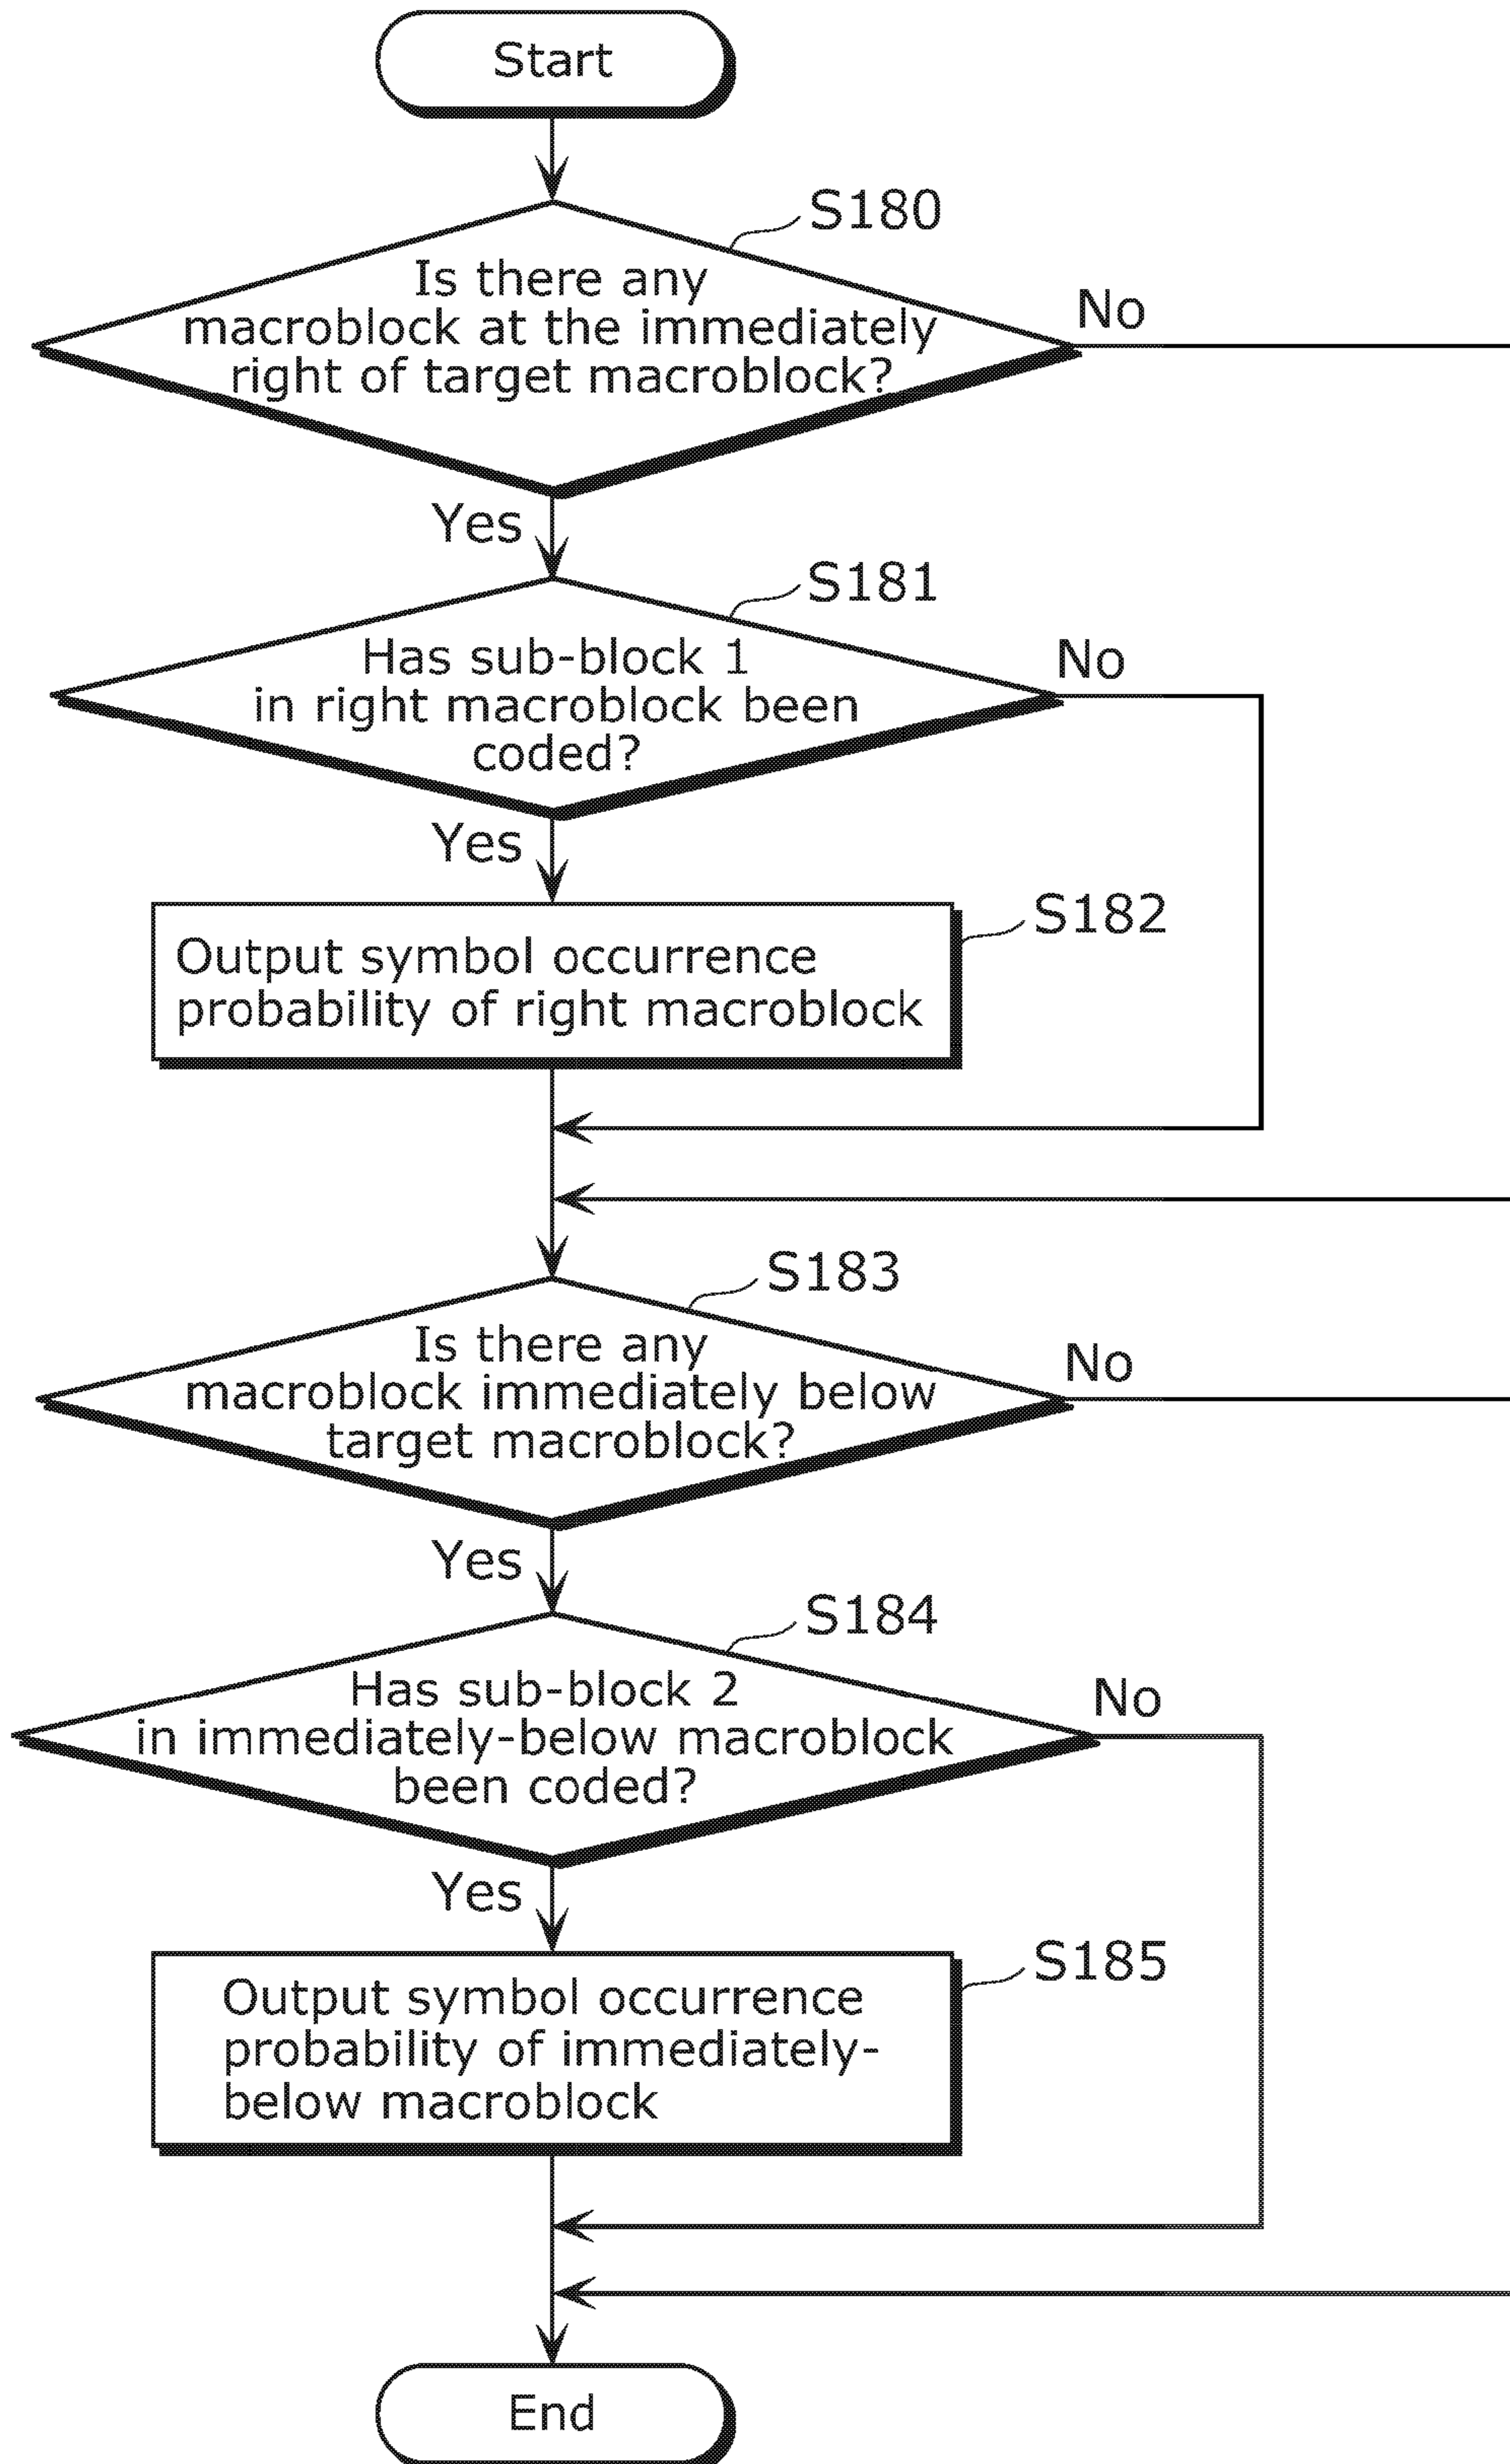 Start
S180
Is there any
macroblock at the immediately
right of target macroblock?
No
Yes
S181
Has sub-block 1
in right macroblock been
coded?
No
Yes
S182
Output symbol occurrence
probability of right macroblock
S183
Is there any
macroblock immediately below
target macroblock?
No
Yes
S184
Has sub-block 2
in immediately-below macroblock
been coded?
No
Yes
S185
Output symbol occurrence
probability of immediately-
below macroblock
End